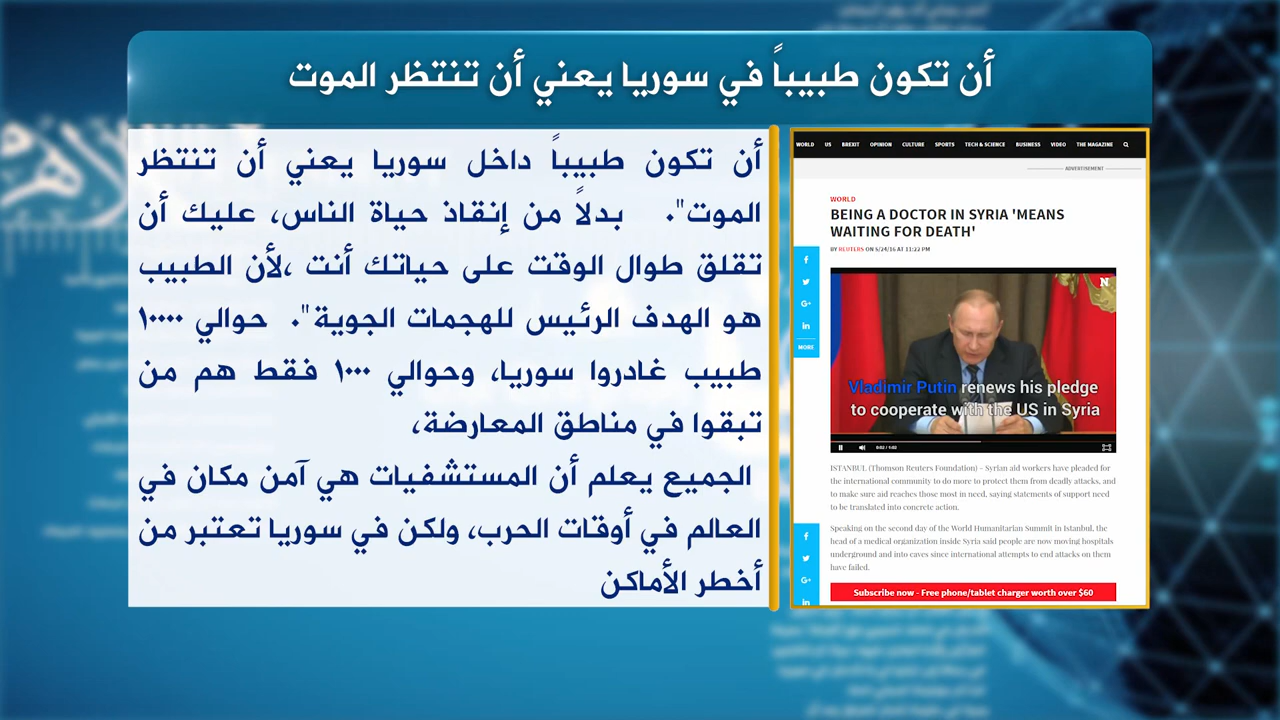 أن تكون طبيباً في سوريا يعني أن تنتظر الموت
أن تكون طبيباً داخل سوريا يعني أن تنتظر
الموت". بدلاً من إنقاذ حياة الناس، عليك أن
تقلق طوال الوقت على حياتك أنت ،لأن الطبيب
هو الهدف الرئيس للهجمات الجوية". حوالي ١٠٠٠٠
طبيب غادروا سوريا، وحوالي ١٠٠٠ فقط هم من
تبقوا في مناطق المعارضة،
الجميع يعلم أن المستشفيات هي آمن مكان في
العالم في أوقات الحرب، ولكن في سوريا تعتبر من
أخطر الأماكن
WORLD US BREXIT OPINION CULTURE SPORTS TECH & SCIENCE BUSINESS VIDEO THE MAGAZINE
ADVERTISEMENT
WORLD
BEING A DOCTOR IN SYRIA 'MEANS
WAITING FOR DEATH'
BY REUTERS ON 5/24/16 AT 11:22 PM
MORE
N
Vladimir Putin renews his pledge
to cooperate with the US in Syria
ISTANBUL (Thomson Reuters Foundation) - Syrian aid workers have pleaded for
the international community to do more to protect them from deadly attacks, and
to make sure aid reaches those most in need, saying statements of support need
to be translated into concrete action.
Speaking on the second day of the World Humanitarian Summit in Istanbul, the
head of a medical organization inside Syria said people are now moving hospitals
underground and into caves since international attempts to end attacks on them
have failed.
Subscribe now - Free phone/tablet charger worth over $60